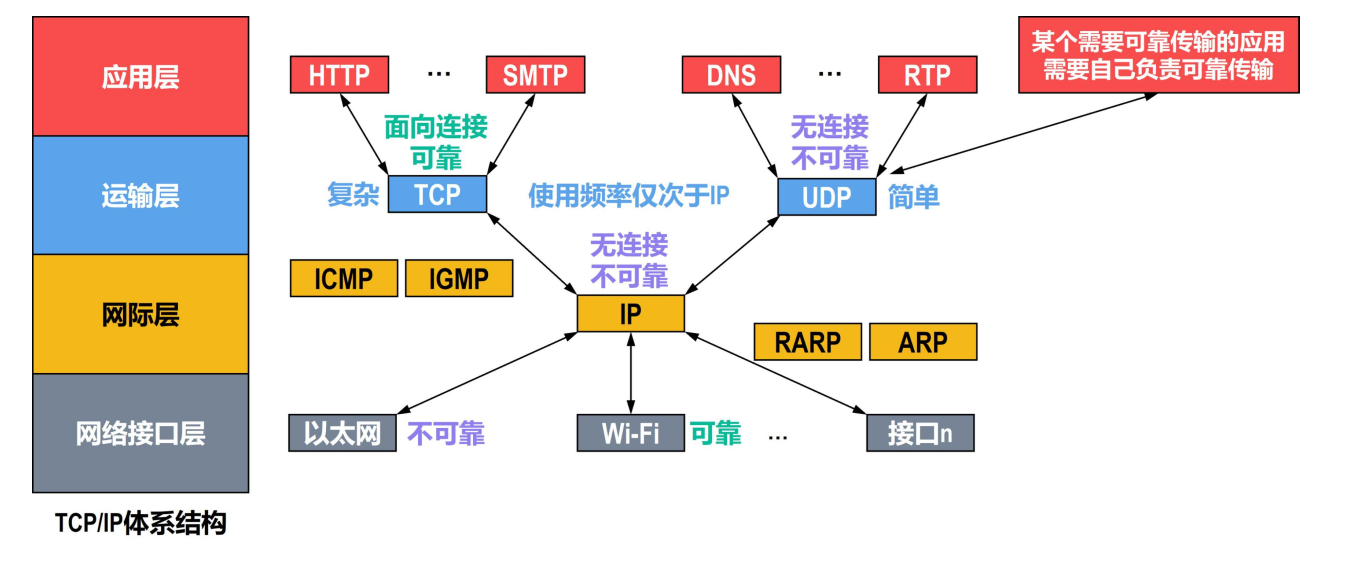 应用层
HTTP
...
SMTP
DNS
...
RTP
某个需要可靠传输的应用
需要自己负责可靠传输
面向连接
可靠
无连接
不可靠
运输层
复杂
TCP
使用频率仅次于IP
UDP
简单
无连接
不可靠
网际层
ICMP
IGMP
IP
RARP
ARP
网络接口层
以太网
不可靠
Wi-Fi
可靠
...
接口n
TCP/IP体系结构